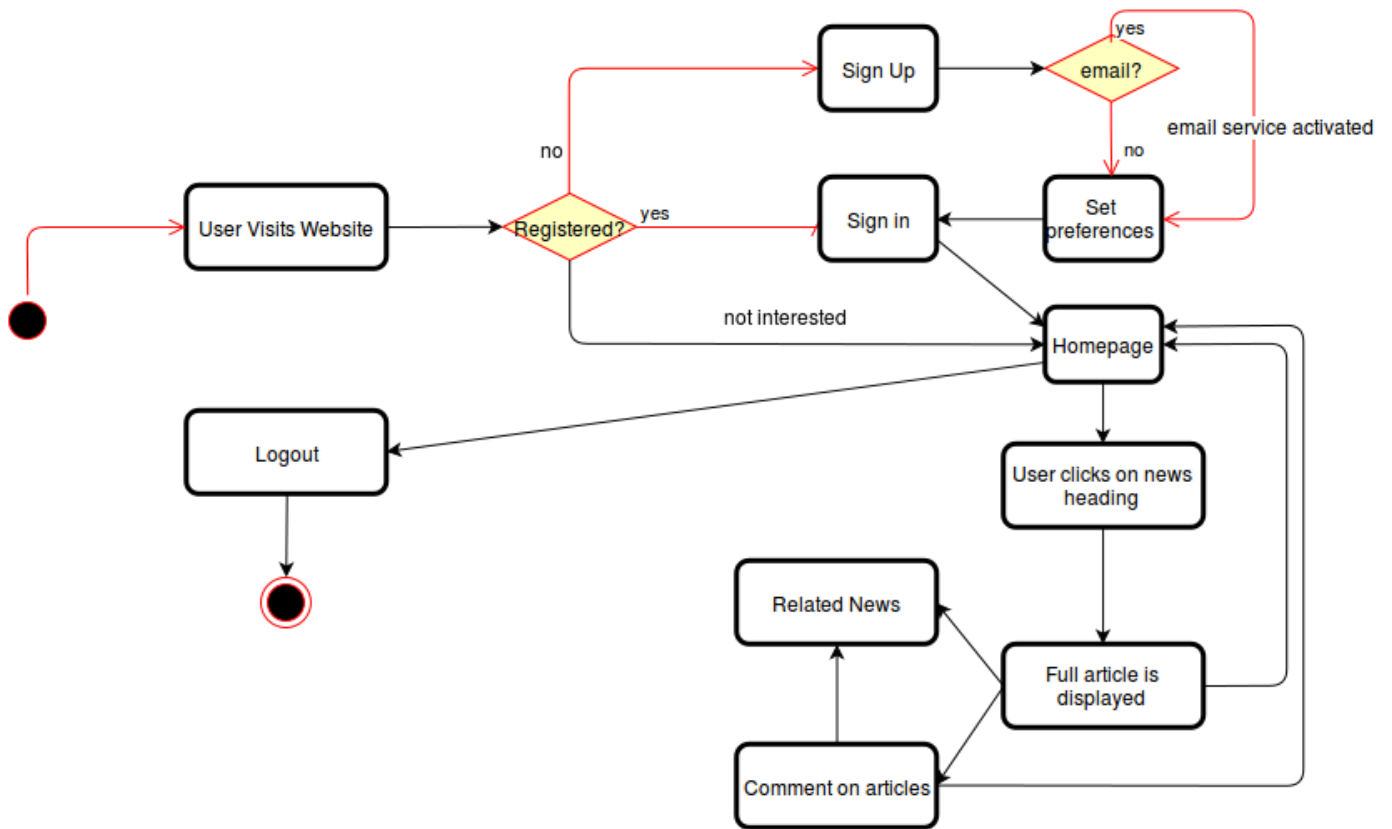 yes
Sign Up
email?
email service activated
no
no
User Visits Website
Registered?
yes
Sign in
Set
preferences
not interested
Homepage
Logout
User clicks on news
heading
Related News
Full article is
displayed
Comment on articles